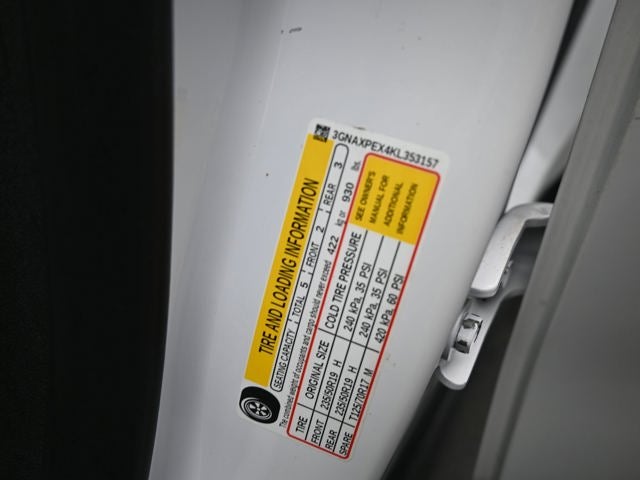 3GNAXPEX4KL353157
TIRE AND LOADING INFORMATION
SEATING CAPACITY TOTAL 5 FRONT 2 REAR 3
The combined weight of occupants and cargo should never exceed 422 kg or 930 lbs.
TIRE ORIGINAL SIZE COLD TIRE PRESSURE
FRONT 235/50R19 H 240 kPa, 35 PSI
REAR 235/50R19 H 240 kPa, 35 PSI
SPARE T125/70R17 M 420 kPa, 60 PSI
SEE OWNER'S
MANUAL FOR
ADDITIONAL
INFORMATION